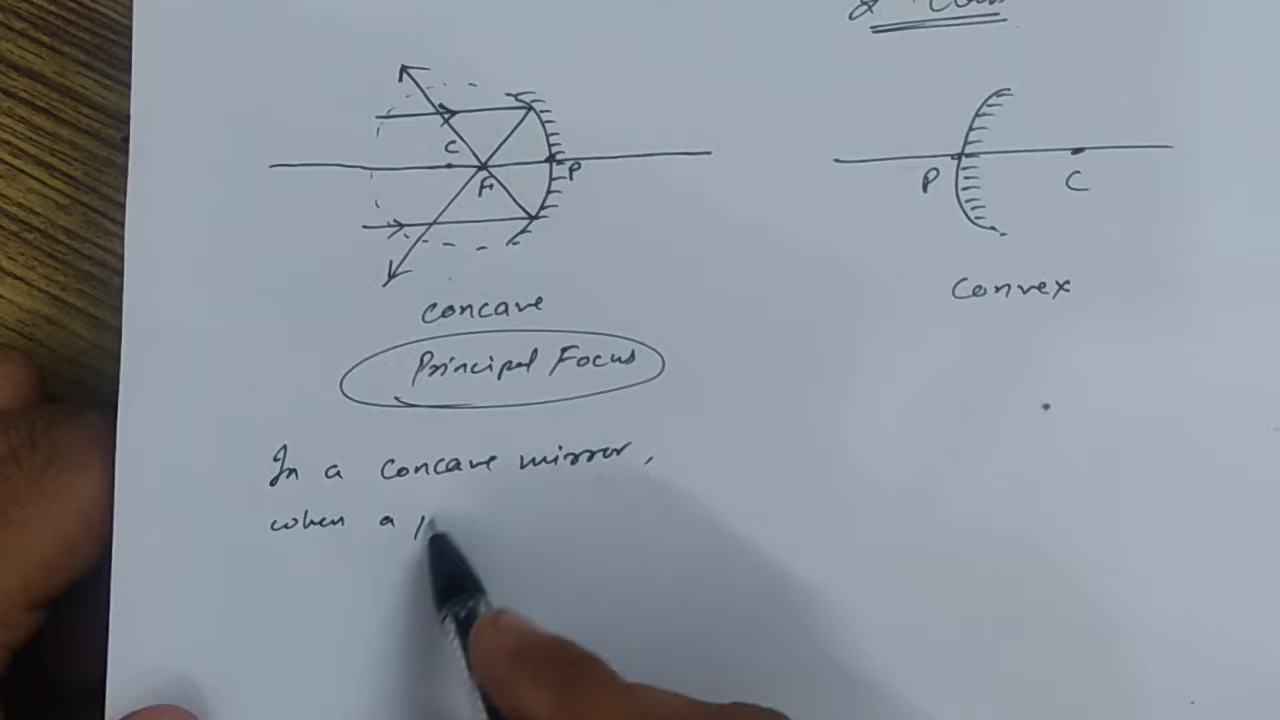 C
F
P
P
C
Concave
Convex
Principal Focus
In a concave mirror,
when a